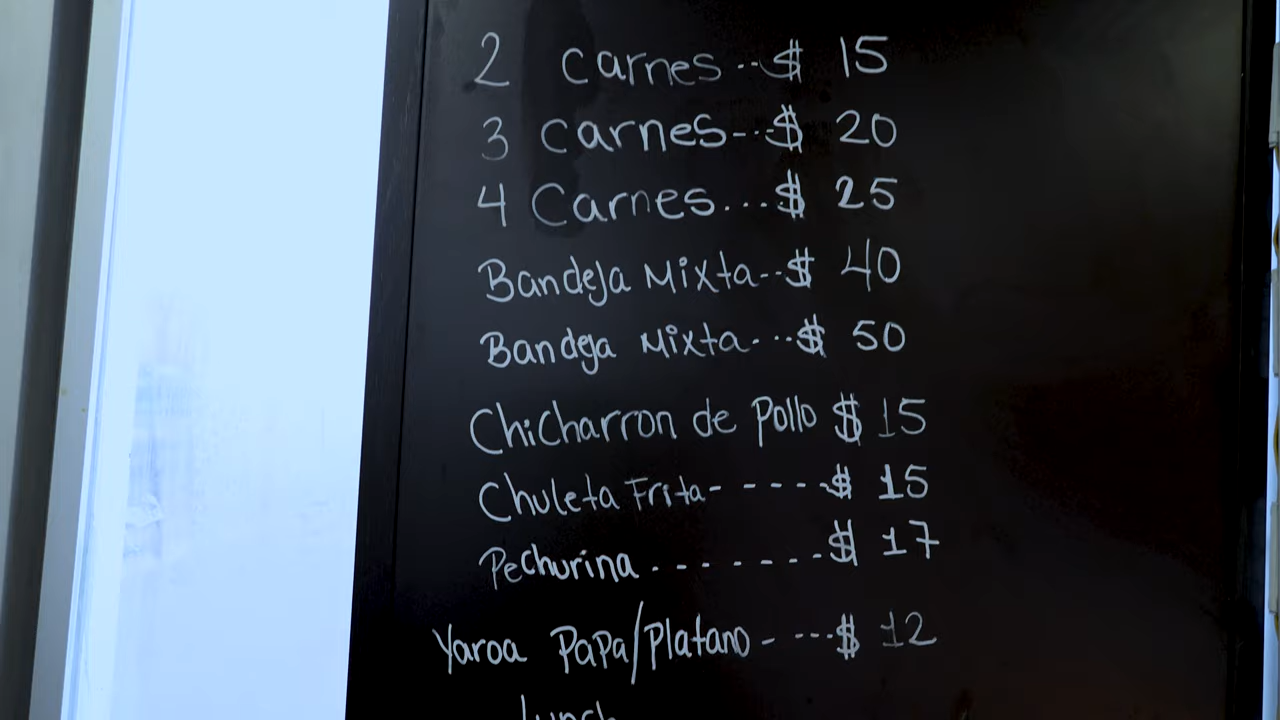 2 Carnes..$ 15
3 Carnes-..$ 20
4 Carnes...$ 25
Bandeja Mixta..$ 40
Bandeja Mixta...$ 50
Chicharron de Pollo $ 15
Chuleta Frita- ----$ 15
Pechurina.......$ 17
Yaroa Papa/Platano- ---$ 12
Lunch